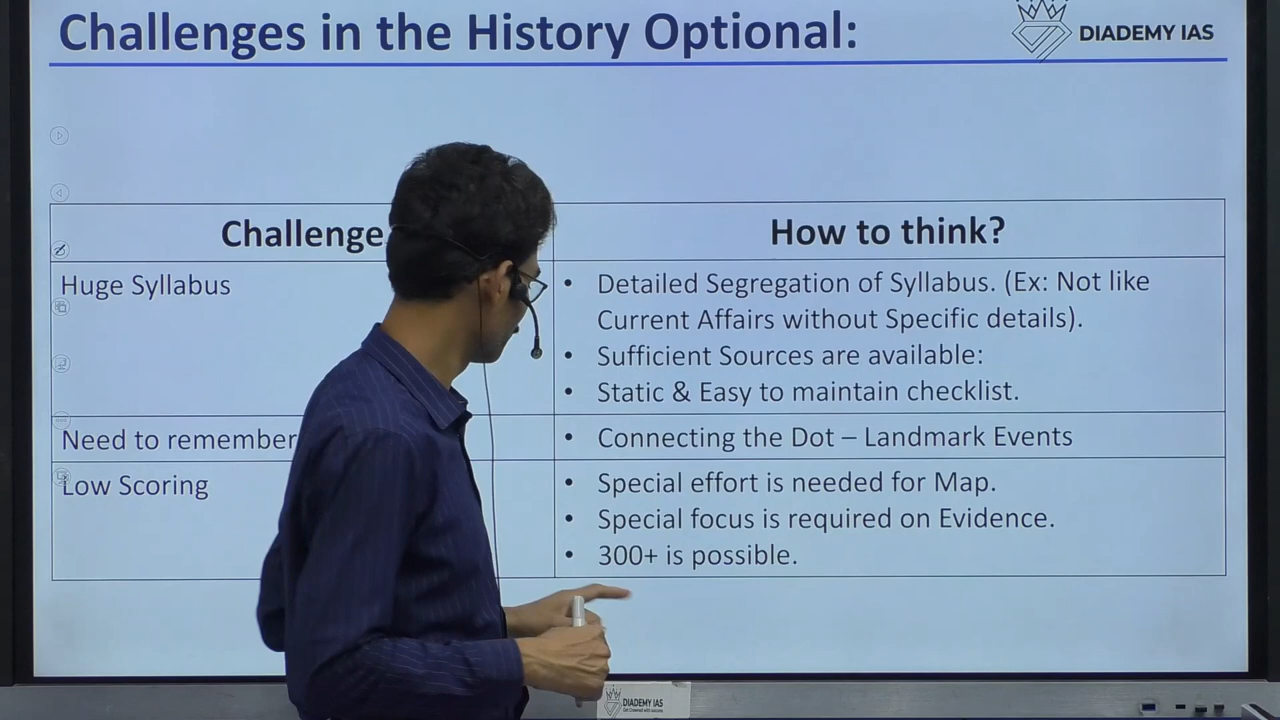 Challenges in the History Optional:
DIADEMY IAS
Challenge
How to think?
Huge Syllabus
• Detailed Segregation of Syllabus. (Ex: Not like
Current Affairs without Specific details).
• Sufficient Sources are available:
• Static & Easy to maintain checklist.
Need to remember
• Connecting the Dot – Landmark Events
Low Scoring
• Special effort is needed for Map.
• Special focus is required on Evidence.
• 300+ is possible.
DIADEMY IAS